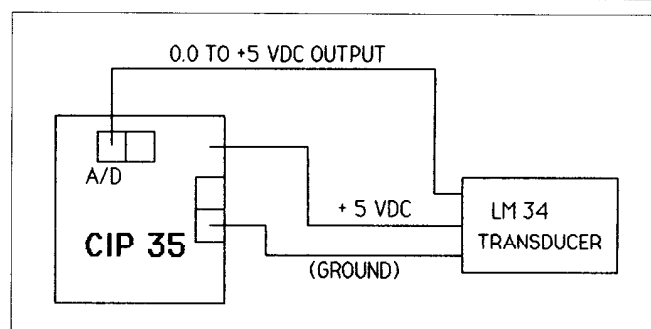 0.0 TO +5 VDC OUTPUT
A/D
CIP 35
+ 5 VDC
(GROUND)
LM 34
TRANSDUCER